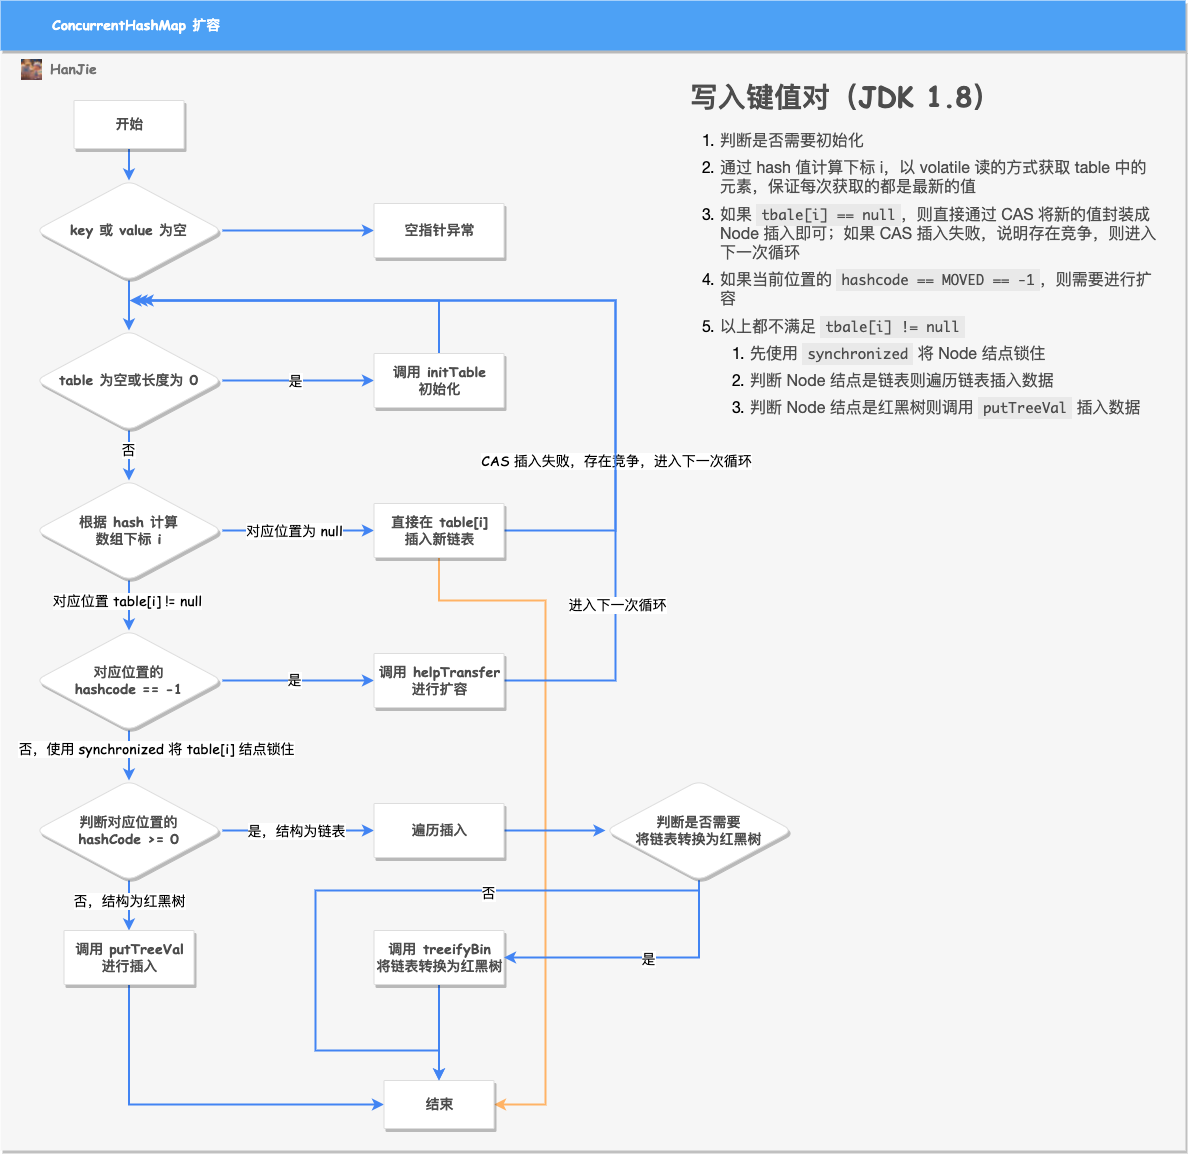 ConcurrentHashMap 扩容
HanJie
写入键值对（JDK 1.8）
1. 判断是否需要初始化
2. 通过 hash 值计算下标 i，以 volatile 读的方式获取 table 中的
元素，保证每次获取的都是最新的值
3. 如果 tbale[i] == null，则直接通过 CAS 将新的值封装成
Node 插入即可；如果 CAS 插入失败，说明存在竞争，则进入
下一次循环
4. 如果当前位置的 hashcode == MOVED == -1，则需要进行扩
容
5. 以上都不满足 tbale[i] != null
1. 先使用 synchronized 将 Node 结点锁住
2. 判断 Node 结点是链表则遍历链表插入数据
3. 判断 Node 结点是红黑树则调用 putTreeVal 插入数据
开始
key 或 value 为空
空指针异常
table 为空或长度为 0
是
调用 initTable
初始化
否
CAS 插入失败，存在竞争，进入下一次循环
根据 hash 计算
数组下标 i
对应位置为 null
直接在 table[i]
插入新链表
对应位置 table[i] != null
进入下一次循环
对应位置的
hashcode == -1
是
调用 helpTransfer
进行扩容
否，使用 synchronized 将 table[i] 结点锁住
判断对应位置的
hashCode >= 0
是，结构为链表
遍历插入
判断是否需要
将链表转换为红黑树
否，结构为红黑树
否
调用 putTreeVal
进行插入
调用 treeifyBin
将链表转换为红黑树
是
结束